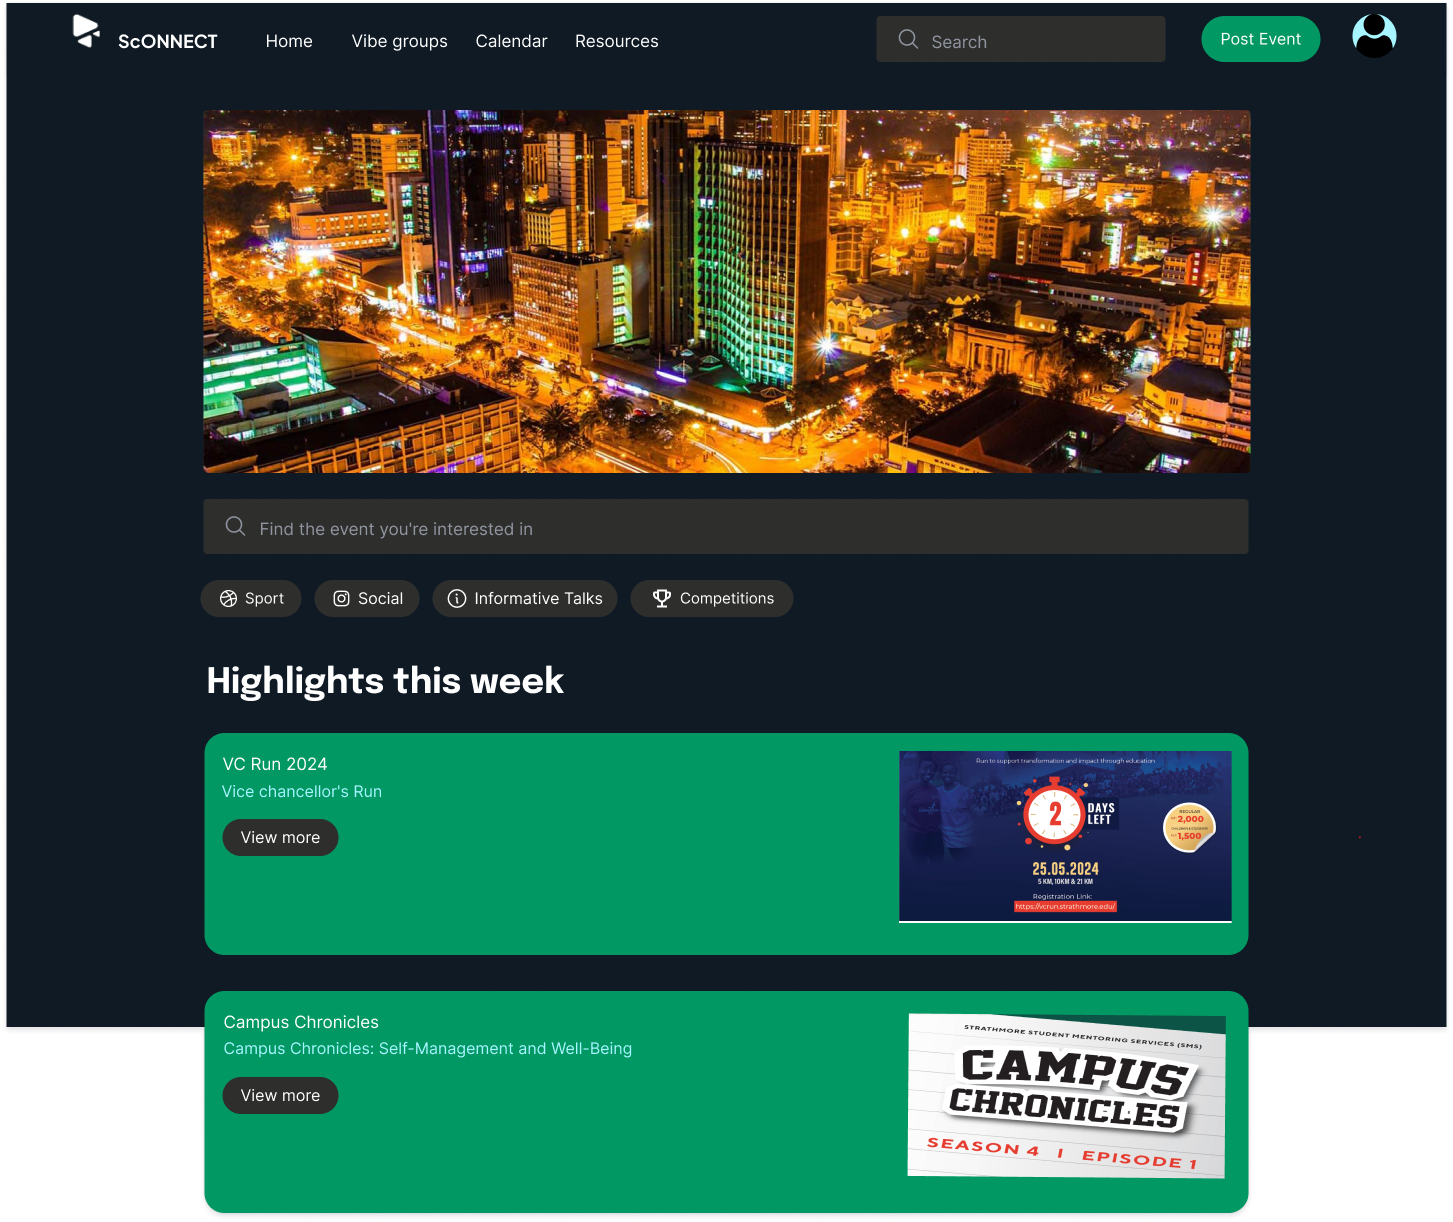 ScONNECT
Home
Vibe groups
Calendar
Resources
Search
Post Event
Find the event you're interested in
Sport
Social
Informative Talks
Competitions
Highlights this week
VC Run 2024
Vice chancellor's Run
View more
Run to support transformation and impact through education
2
DAYS
LEFT
REGULAR
2,000
1,500
25.05.2024
5 KM, 10KM & 21 KM
Registration Link:
https://vcrun.strathmore.edu/
Campus Chronicles
Campus Chronicles: Self-Management and Well-Being
View more
STRATHMORE STUDENT MENTORING SERVICES (SMS)
CAMPUS
CHRONICLES
SEASON 4 | EPISODE 1